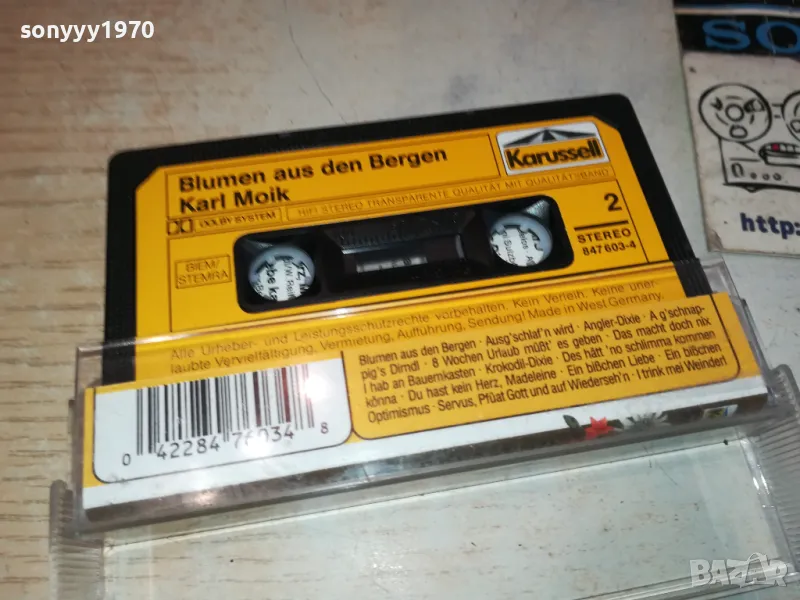 sonyyy1970
SO
http:
Blumen aus den Bergen
Karl Moik
Karussell
DOLBY SYSTEM
HIFI STEREO TRANSPARENTE QUALITÄT MIT QUALITÄTSBAND
2
STEREO
847 603-4
BIEM/
STEMRA
Alle Urheber- und Leistungsschutzrechte vorbehalten. Kein Verleih. Keine uner-
laubte Vervielfältigung, Vermietung, Aufführung, Sendung! Made in West Germany.
Blumen aus den Bergen · Ausg'schlaf'n wird · Angler-Dixie · A g'schnap-
pig's Dirndl · 8 Wochen Urlaub müßt' es geben · Das macht doch nix
I hab an Bauernkasten · Krokodil-Dixie · Des hätt' no schlimma kommen
könna · Du hast kein Herz, Madeleine · Ein bißchen Liebe · Ein bißchen
Optimismus · Servus, Pfüat Gott und auf Wiederseh'n · I trink mei Weinderl
0 42284 76034 8
BAZAR